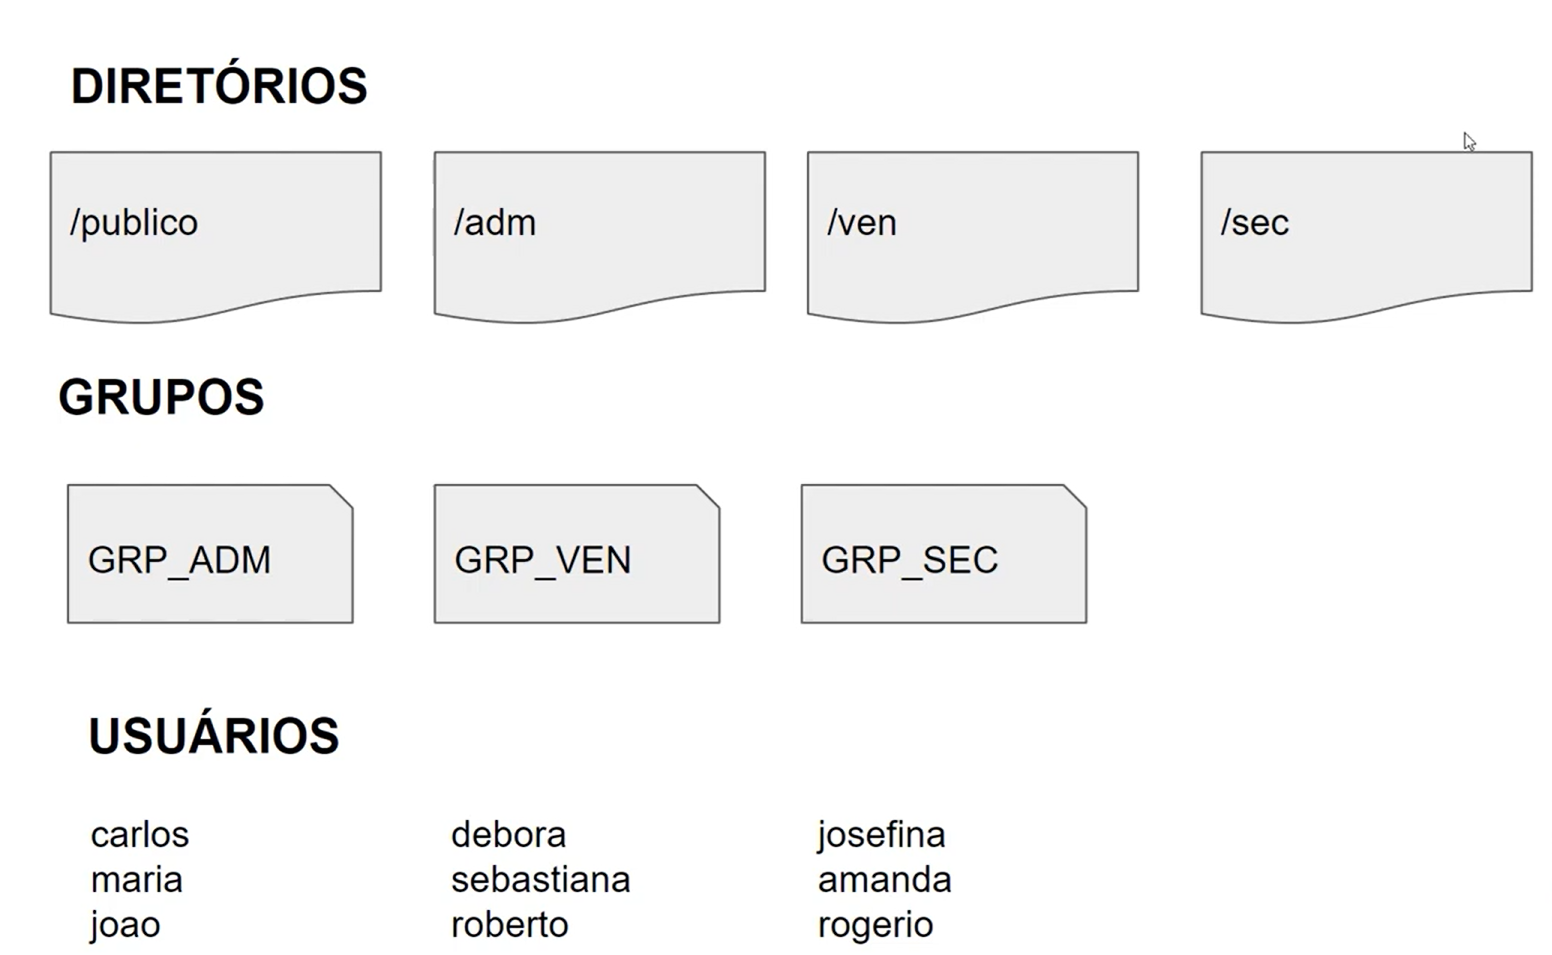 DIRETÓRIOS
/publico
/adm
/ven
/sec
GRUPOS
GRP_ADM
GRP_VEN
GRP_SEC
USUÁRIOS
carlos
maria
joao
debora
sebastiana
roberto
josefina
amanda
rogerio